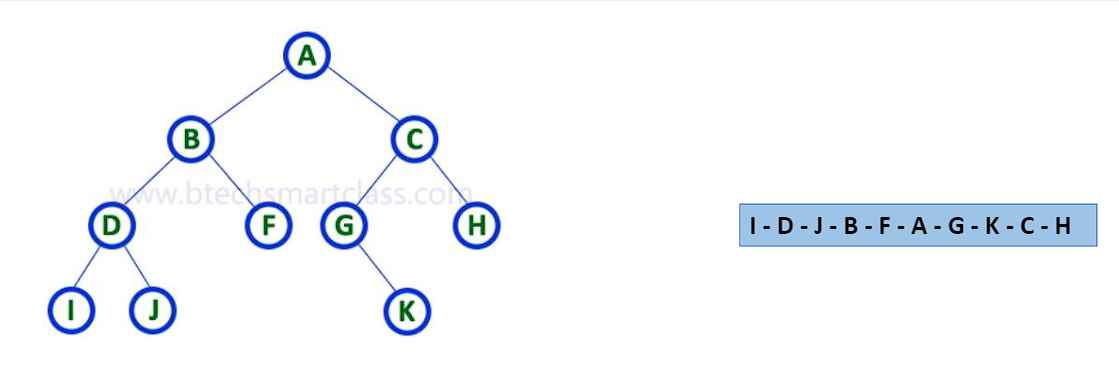 A
B C
www.btechsmartclass.com
D F G H
I - D - J - B - F - A - G - K - C - H
I J K